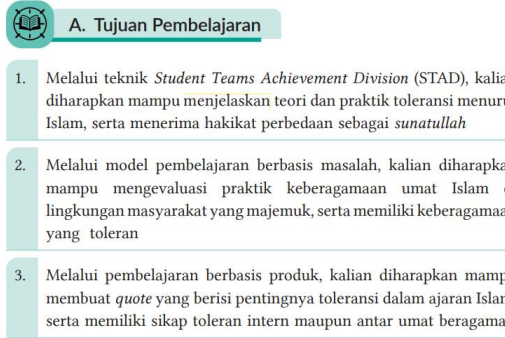 A. Tujuan Pembelajaran
1. Melalui teknik Student Teams Achievement Division (STAD), kalia
diharapkan mampu menjelaskan teori dan praktik toleransi menuru
Islam, serta menerima hakikat perbedaan sebagai sunatullah
2. Melalui model pembelajaran berbasis masalah, kalian diharapka
mampu mengevaluasi praktik keberagamaan umat Islam
lingkungan masyarakat yang majemuk, serta memiliki keberagamaa
yang toleran
3. Melalui pembelajaran berbasis produk, kalian diharapkan mamp
membuat quote yang berisi pentingnya toleransi dalam ajaran Islam
serta memiliki sikap toleran intern maupun antar umat beragama